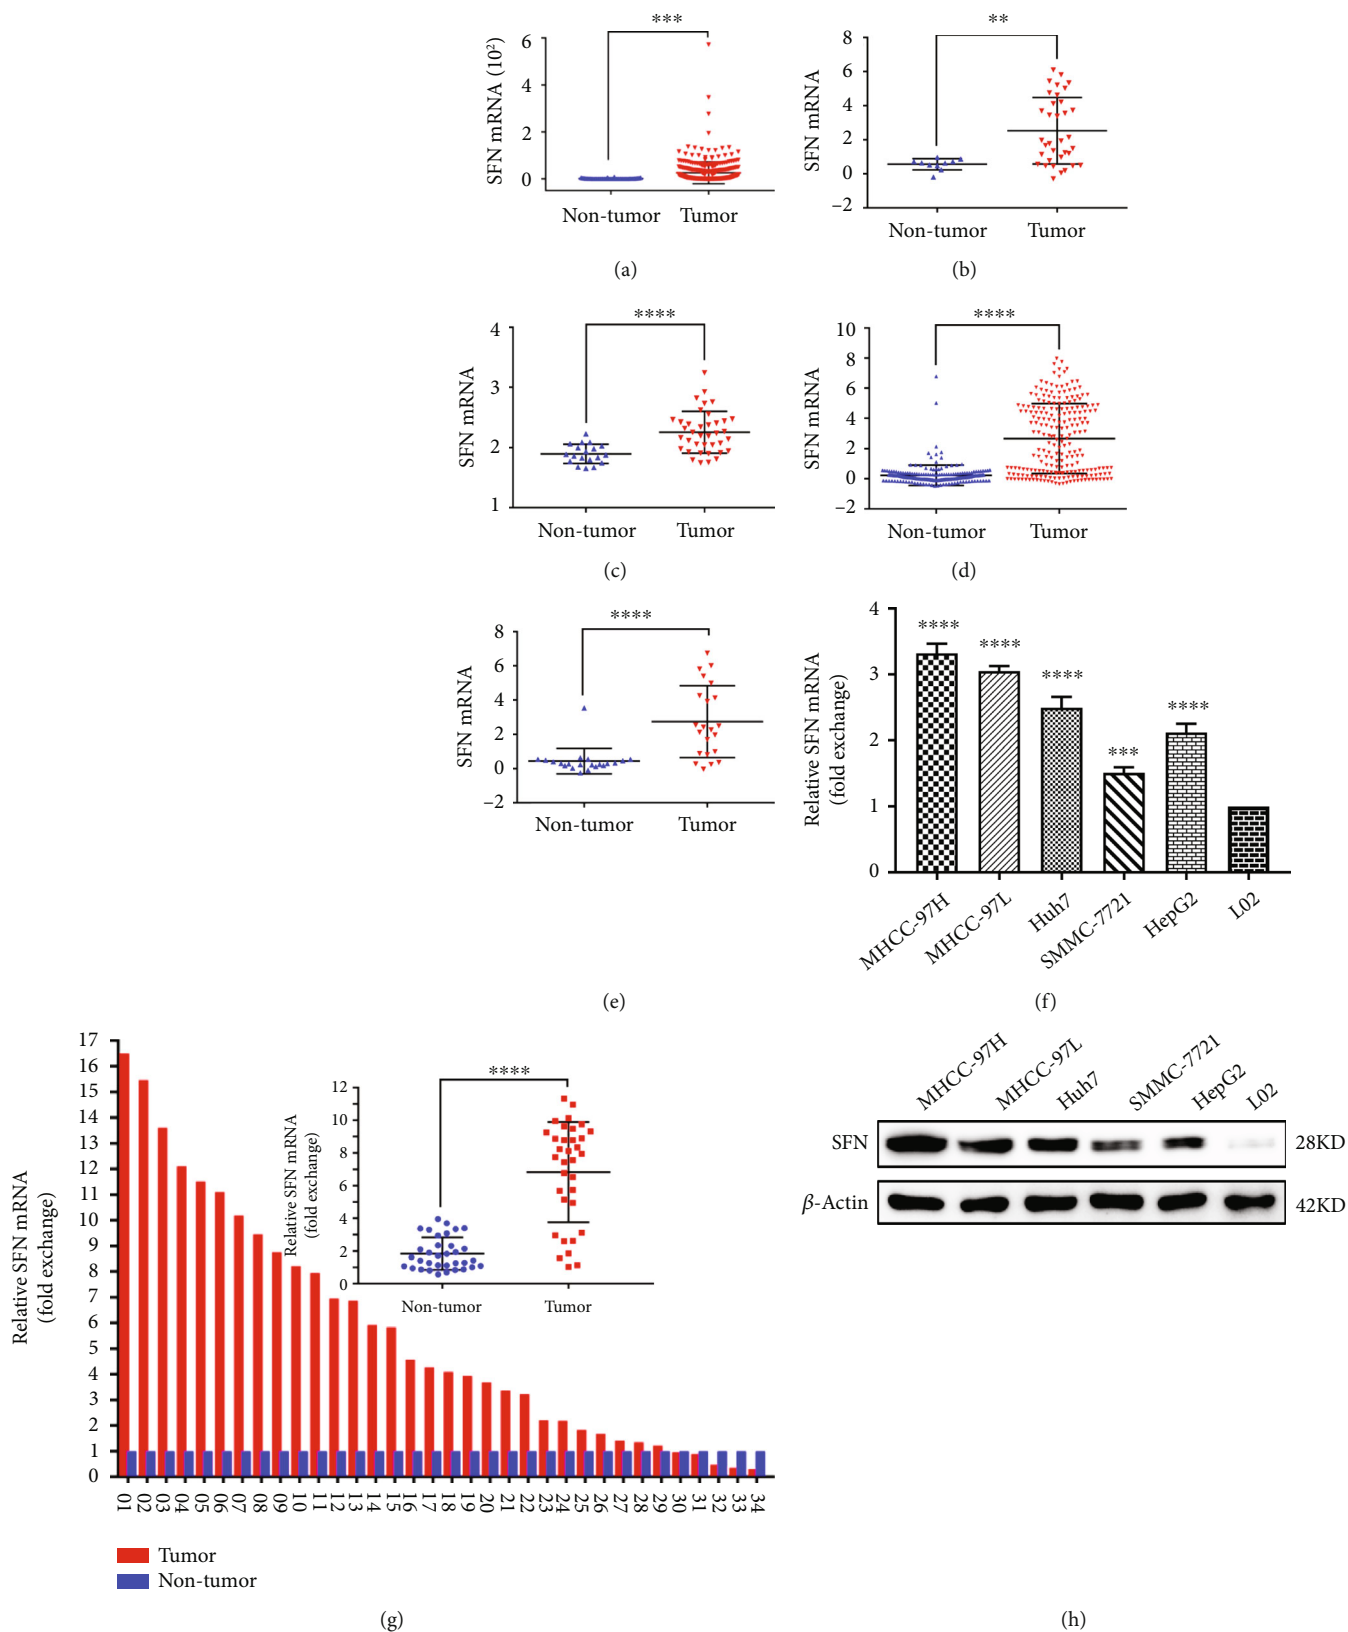 ***
6
4
2
0
SFN mRNA (10²)
Non-tumor Tumor
(a)
**
8
6
4
2
0
−2
SFN mRNA
Non-tumor Tumor
(b)
****
4
3
2
1
SFN mRNA
Non-tumor Tumor
(c)
****
10
8
6
4
2
0
−2
SFN mRNA
Non-tumor Tumor
(d)
****
8
6
4
2
0
−2
SFN mRNA
Non-tumor Tumor
(e)
4
3
2
1
0
Relative SFN mRNA
(fold exchange)
**** **** **** *** ****
MHCC-97H MHCC-97L Huh7 SMMC-7721 HepG2 L02
(f)
17
16
15
14
13
12
11
10
9
8
7
6
5
4
3
2
1
0
Relative SFN mRNA
(fold exchange)
01 02 03 04 05 06 07 08 09 10 11 12 13 14 15 16 17 18 19 20 21 22 23 24 25 26 27 28 29 30 31 32 33 34
****
12
10
8
6
4
2
0
Relative SFN mRNA
(fold exchange)
Non-tumor Tumor
Tumor
Non-tumor
(g)
MHCC-97H MHCC-97L Huh7 SMMC-7721 HepG2 L02
SFN 28KD
β-Actin 42KD
(h)